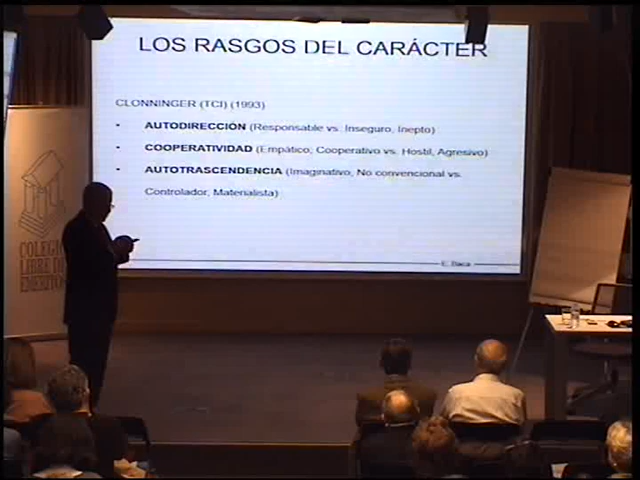 LOS RASGOS DEL CARÁCTER
CLONNINGER (TCI) (1993)
• AUTODIRECCIÓN (Responsable vs. Inseguro, Inepto)
• COOPERATIVIDAD (Empático, Cooperativo vs. Hostil, Agresivo)
• AUTOTRASCENDENCIA (Imaginativo, No convencional vs.
Controlador, Materialista)
E. Baca
COLEGIO
LIBRE DE
EMÉRITOS